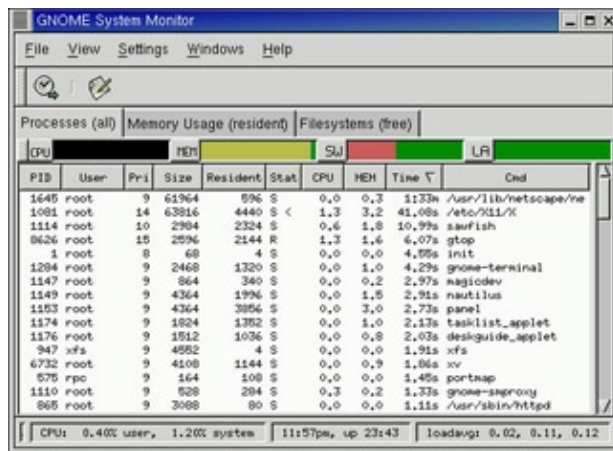 GNOME System Monitor
File View Settings Windows Help
Processes (all) Memory Usage (resident) Filesystems (free)
CPU MEM SW LA
PID User Pri Size Resident Stat CPU MEM Time Cmd
1645 root 9 61964 596 S 0.0 0.3 1:33m /usr/lib/netscape/ne
1081 root 14 63816 4440 S < 1.3 3.2 41.08s /etc/X11/X
1114 root 10 2984 2324 S 0.6 1.8 10.99s sawfish
8626 root 15 2596 2144 R 1.3 1.6 6.07s gtop
1 root 8 68 4 S 0.0 0.0 4.55s init
1284 root 9 2468 1320 S 0.0 1.0 4.29s gnome-terminal
1147 root 9 864 340 S 0.0 0.2 2.97s magicdev
1149 root 9 4364 1996 S 0.0 1.5 2.91s nautilus
1153 root 9 4364 3856 S 0.0 3.0 2.73s panel
1174 root 9 1824 1352 S 0.0 1.0 2.13s tasklist_applet
1176 root 9 1512 1036 S 0.0 0.8 2.03s deskguide_applet
947 xfs 9 4552 4 S 0.0 0.0 1.91s xfs
6732 root 9 4108 1144 S 0.0 0.9 1.86s xv
575 rpc 9 164 108 S 0.0 0.0 1.45s portmap
1110 root 9 528 284 S 0.3 0.2 1.33s gnome-smproxy
865 root 9 3088 80 S 0.0 0.0 1.11s /usr/sbin/httpd
CPU: 0.40% user, 1.20% system 11:57pm, up 23:43 loadavg: 0.02, 0.11, 0.12